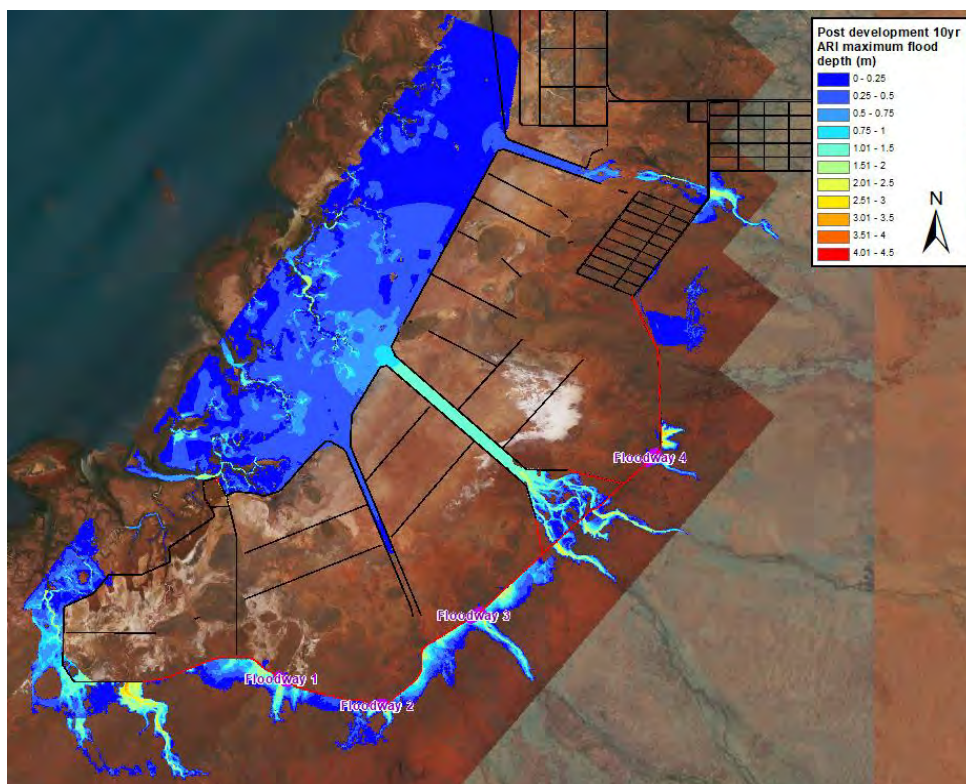 Post development 10yr
ARI maximum flood
depth (m)
0 - 0.25
0.25 - 0.5
0.5 - 0.75
0.75 - 1
1.01 - 1.5
1.51 - 2
2.01 - 2.5
2.51 - 3
3.01 - 3.5
3.51 - 4
4.01 - 4.5
N
Floodway 4
Floodway 3
Floodway 1
Floodway 2